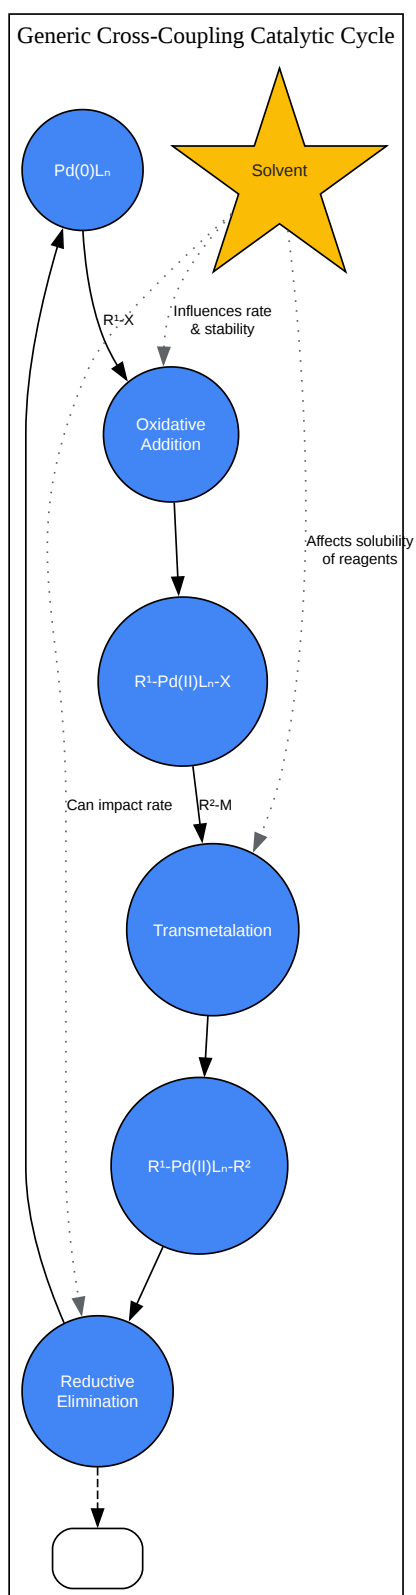 Generic Cross-Coupling Catalytic Cycle
Pd(0)Lₙ
Solvent
R¹-X
Influences rate
& stability
Oxidative
Addition
Affects solubility
of reagents
R¹-Pd(II)Lₙ-X
Can impact rate
R²-M
Transmetalation
R¹-Pd(II)Lₙ-R²
Reductive
Elimination